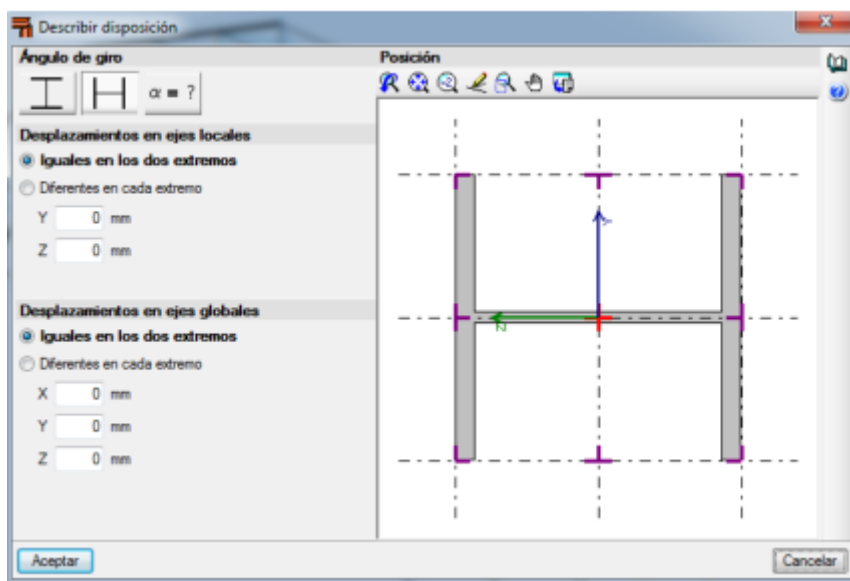 Describir disposición
Ángulo de giro
α = ?
Desplazamientos en ejes locales
Iguales en los dos extremos
Diferentes en cada extremo
Y 0 mm
Z 0 mm
Desplazamientos en ejes globales
Iguales en los dos extremos
Diferentes en cada extremo
X 0 mm
Y 0 mm
Z 0 mm
Posición
Y
Z
Aceptar
Cancelar